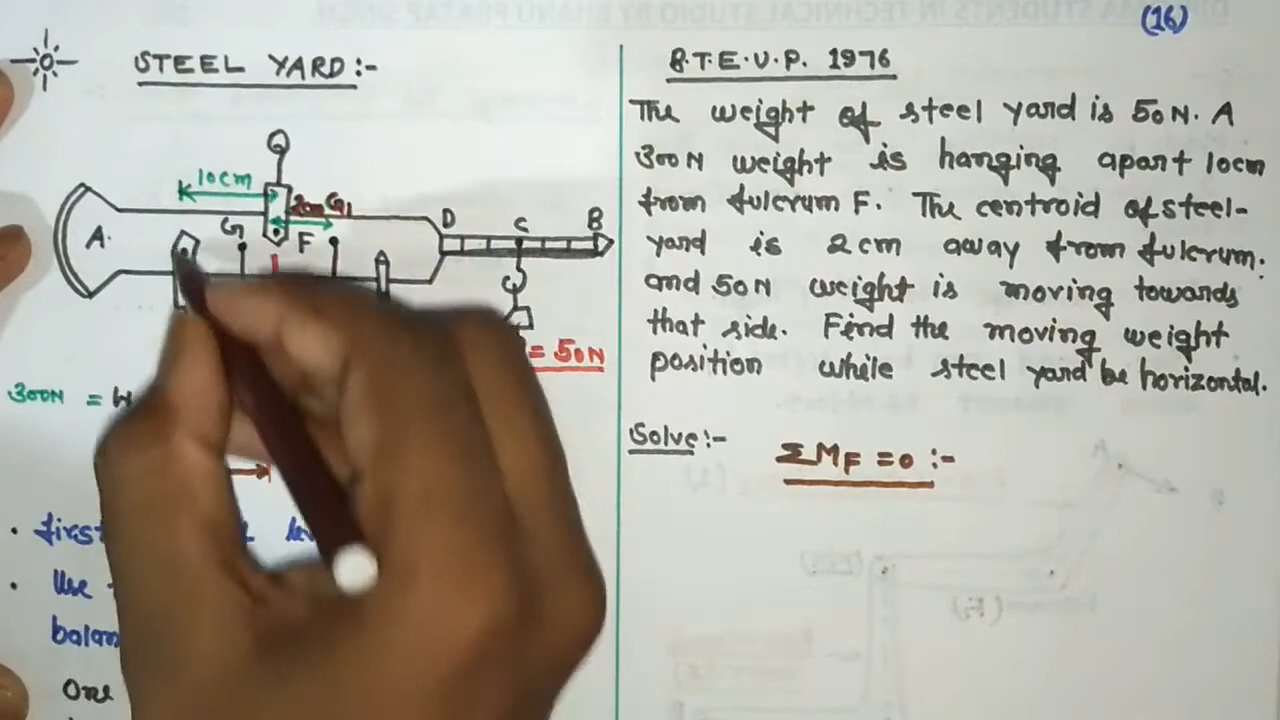 (16)
STEEL YARD:-
10cm
2cm G1
G
F
A.
D
C
B
= 50N
300N = W
• first
• Use
balan
One
B.T.E.U.P. 1976
The weight of steel yard is 50N. A
300N weight is hanging apart 10cm
from fulcrum F. The centroid of steel-
yard is 2cm away from fulcrum.
and 50N weight is moving towards
that side. Find the moving weight
position while steel yard be horizontal.
Solve:-
ΣMF =0 :-